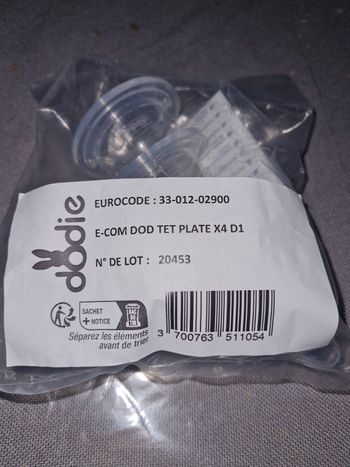 dodie
EUROCODE : 33-012-02900
E-COM DOD TET PLATE X4 D1
N° DE LOT : 20453
SACHET
+ NOTICE
Séparez les éléments
avant de trier
3 700763 511054